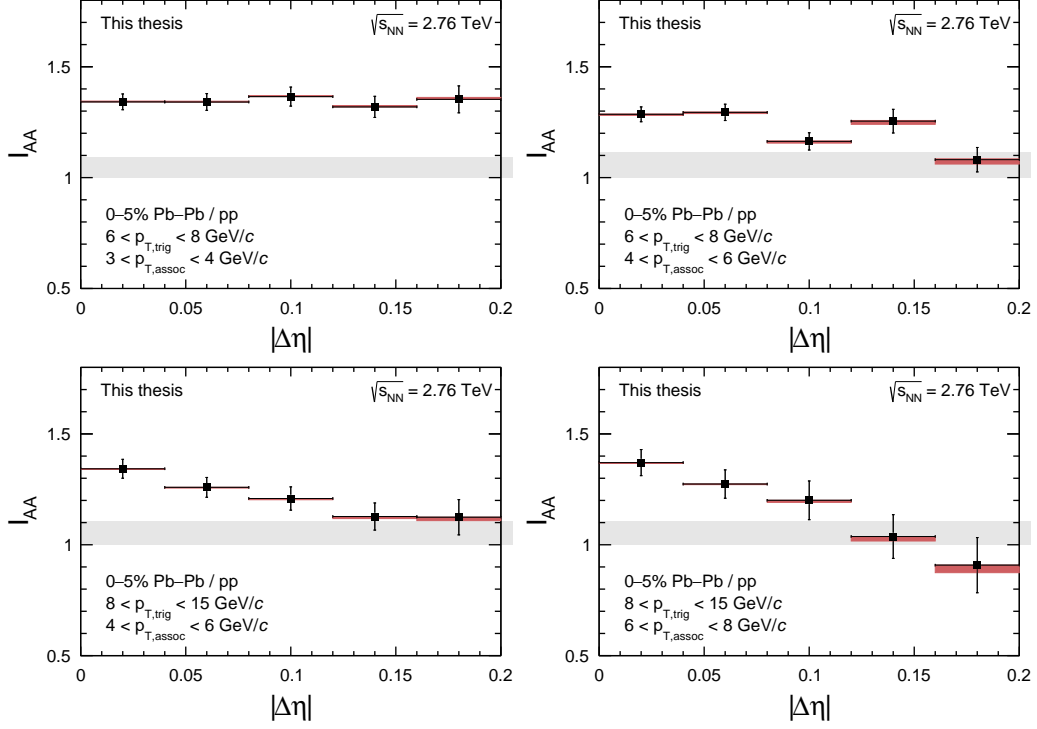 This thesis √s_NN = 2.76 TeV
1.5
I_AA
1
0–5% Pb–Pb / pp
6 < p_T,trig < 8 GeV/c
3 < p_T,assoc < 4 GeV/c
0.5
0 0.05 0.1 0.15 0.2
|Δη|
This thesis √s_NN = 2.76 TeV
1.5
I_AA
1
0–5% Pb–Pb / pp
6 < p_T,trig < 8 GeV/c
4 < p_T,assoc < 6 GeV/c
0.5
0 0.05 0.1 0.15 0.2
|Δη|
This thesis √s_NN = 2.76 TeV
1.5
I_AA
1
0–5% Pb–Pb / pp
8 < p_T,trig < 15 GeV/c
4 < p_T,assoc < 6 GeV/c
0.5
0 0.05 0.1 0.15 0.2
|Δη|
This thesis √s_NN = 2.76 TeV
1.5
I_AA
1
0–5% Pb–Pb / pp
8 < p_T,trig < 15 GeV/c
6 < p_T,assoc < 8 GeV/c
0.5
0 0.05 0.1 0.15 0.2
|Δη|